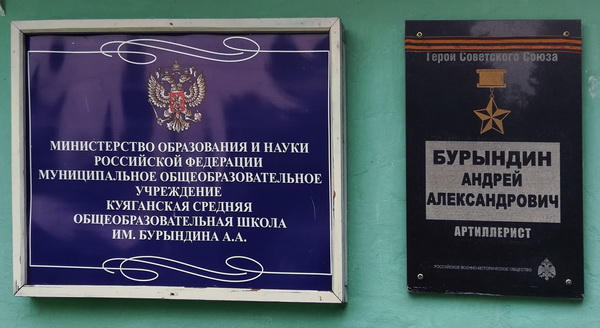 МИНИСТЕРСТВО ОБРАЗОВАНИЯ И НАУКИ
РОССИЙСКОЙ ФЕДЕРАЦИИ
МУНИЦИПАЛЬНОЕ ОБЩЕОБРАЗОВАТЕЛЬНОЕ
УЧРЕЖДЕНИЕ
КУЯГАНСКАЯ СРЕДНЯЯ
ОБЩЕОБРАЗОВАТЕЛЬНАЯ ШКОЛА
ИМ. БУРЫНДИНА А.А.
Герой Советского Союза
БУРЫНДИН
АНДРЕЙ
АЛЕКСАНДРОВИЧ
АРТИЛЛЕРИСТ
РОССИЙСКОЕ ВОЕННО-ИСТОРИЧЕСКОЕ ОБЩЕСТВО